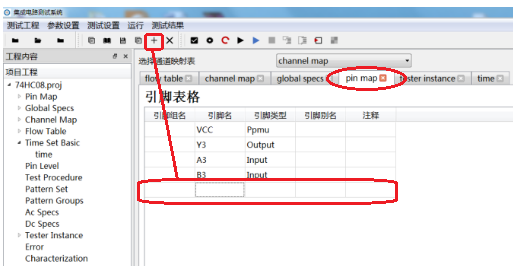 集成电路测试系统
测试工程 参数设置 测试设置 运行 测试结果
工程内容
项目工程
74HC08.proj
Pin Map
Global Specs
Channel Map
Flow Table
Time Set Basic
time
Pin Level
Test Procedure
Pattern Set
Pattern Groups
Ac Specs
Dc Specs
Tester Instance
Error
Characterization
选择通道映射表 channel map
flow table channel map global specs pin map tester instance time
引脚表格
引脚组名 引脚名 引脚类型 引脚别名 注释
VCC Ppmu
Y3 Output
A3 Input
B3 Input